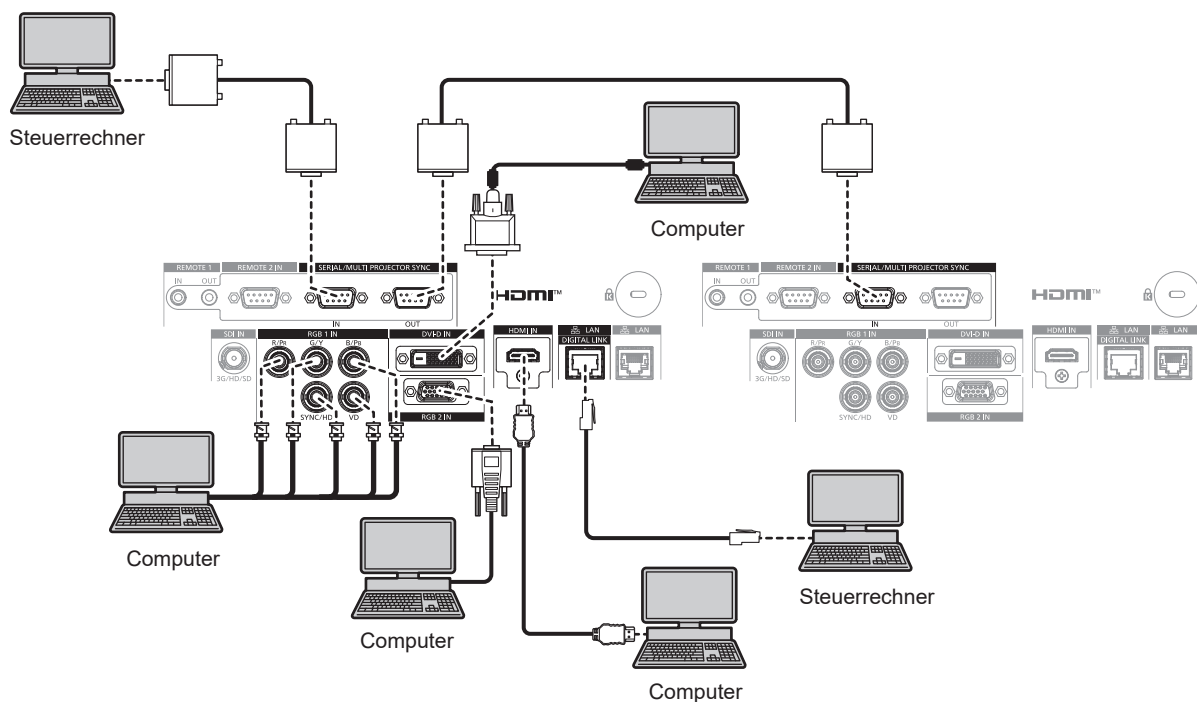 Steuerrechner
Computer
REMOTE 1
REMOTE 2 IN
SERIAL/MULTI PROJECTOR SYNC
IN
OUT
IN
OUT
HDMI™
SDI IN
RGB 1 IN
DVI-D IN
HDMI IN
LAN
LAN
DIGITAL LINK
R/PR
G/Y
B/PB
3G/HD/SD
SYNC/HD
VD
RGB 2 IN
REMOTE 1
REMOTE 2 IN
SERIAL/MULTI PROJECTOR SYNC
IN
OUT
IN
OUT
HDMI™
SDI IN
RGB 1 IN
DVI-D IN
HDMI IN
LAN
LAN
DIGITAL LINK
R/PR
G/Y
B/PB
3G/HD/SD
SYNC/HD
VD
RGB 2 IN
Computer
Computer
Steuerrechner
Computer